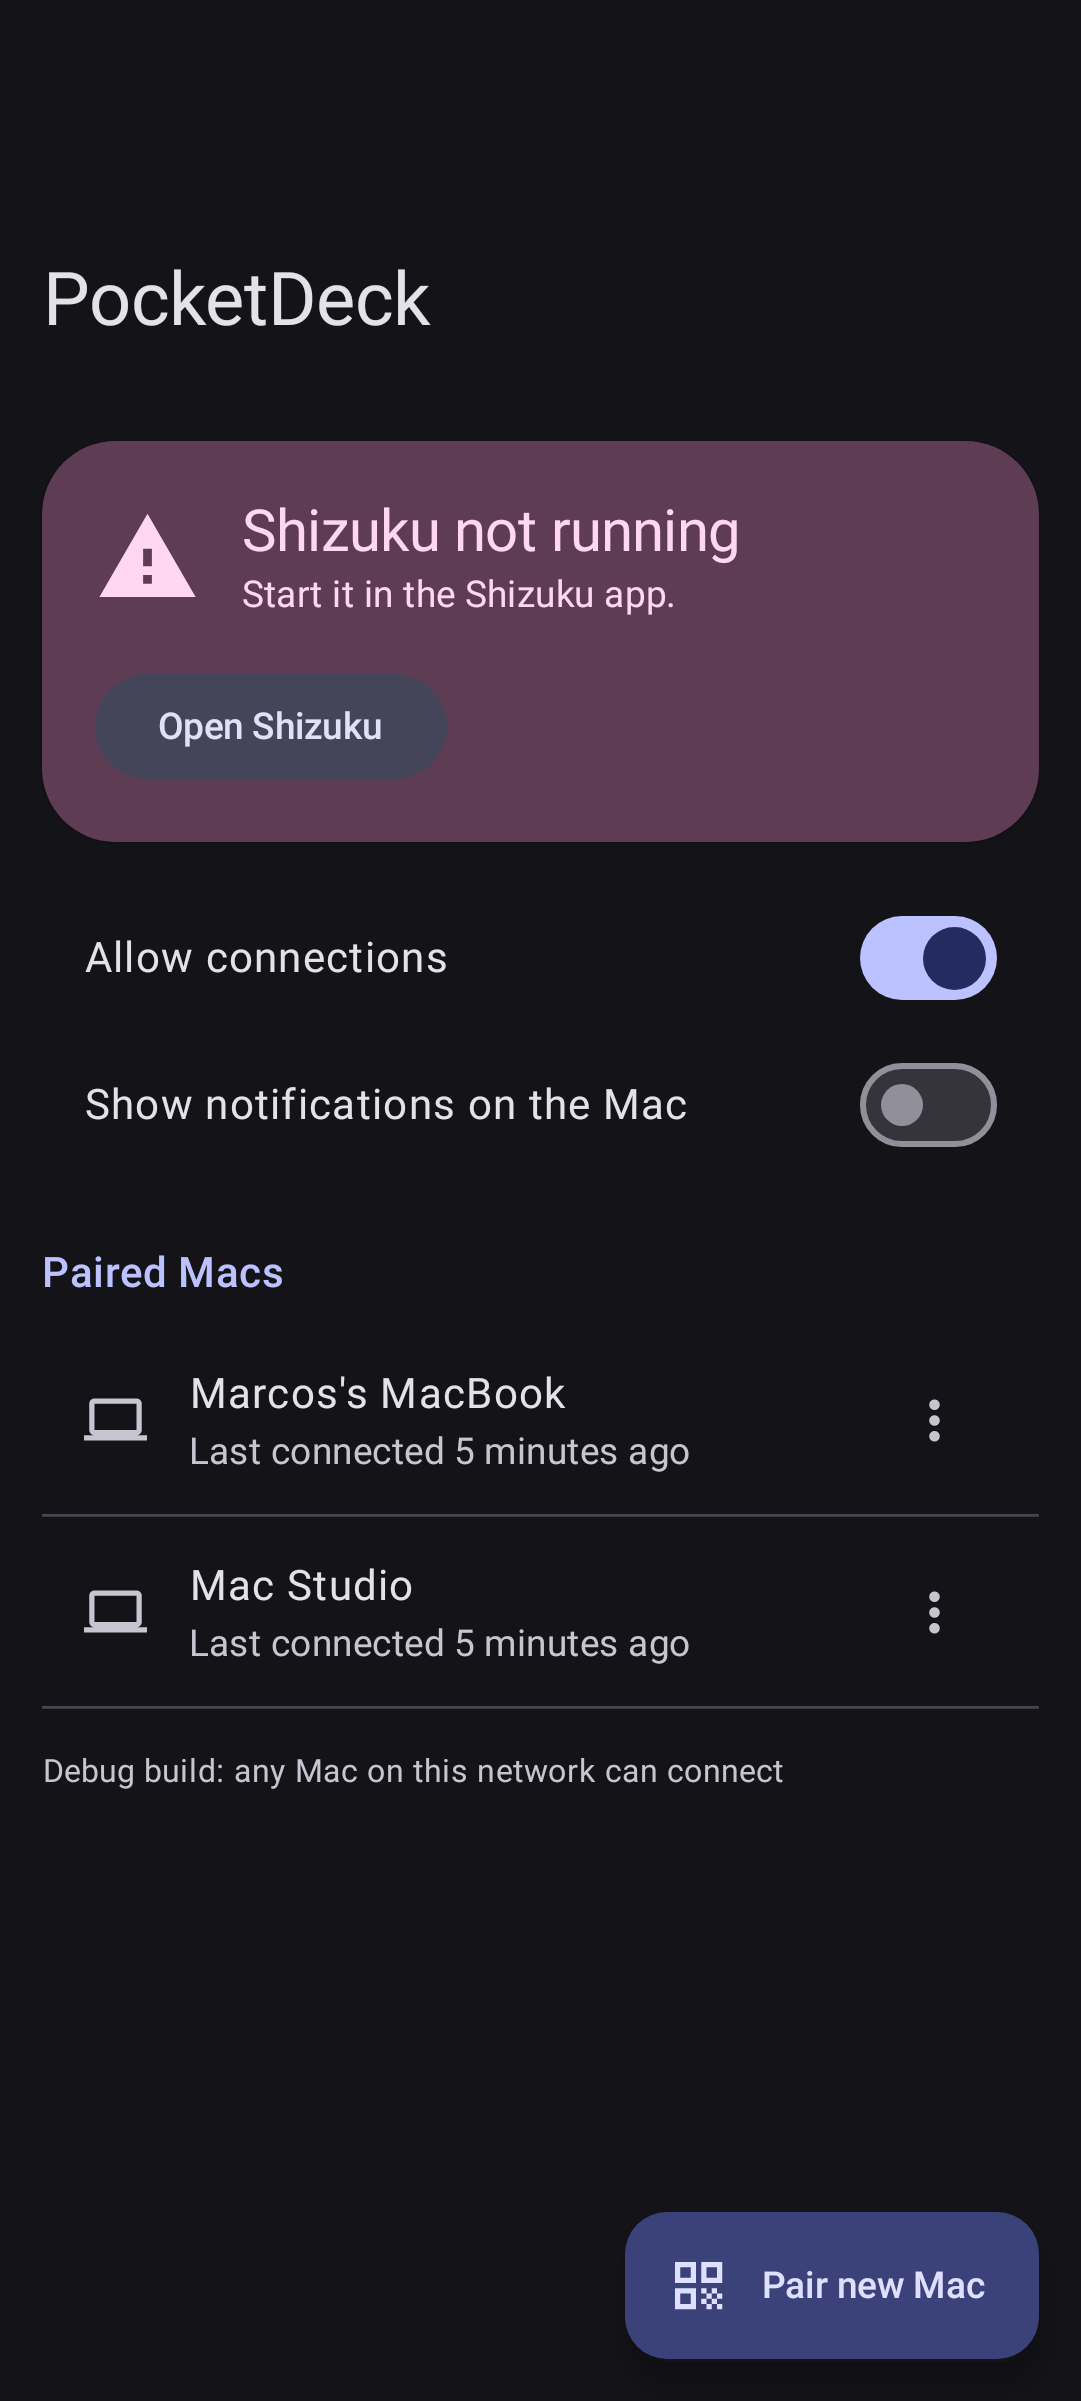 PocketDeck
Shizuku not running
Start it in the Shizuku app.
Open Shizuku
Allow connections
Show notifications on the Mac
Paired Macs
Marcos's MacBook
Last connected 5 minutes ago
Mac Studio
Last connected 5 minutes ago
Debug build: any Mac on this network can connect
Pair new Mac